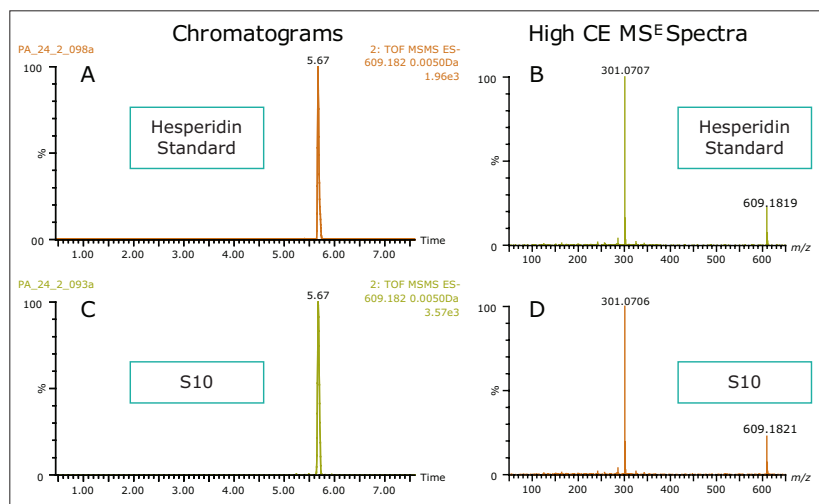 Chromatograms
High CE MSᴱ Spectra
PA_24_2_098a
2: TOF MSMS ES-
609.182 0.0050Da
1.96e3
A
5.67
100
%
00
Hesperidin
Standard
1.00 2.00 3.00 4.00 5.00 6.00 7.00 Time
B
301.0707
100
%
0
Hesperidin
Standard
609.1819
100 200 300 400 500 600 m/z
PA_24_2_093a
2: TOF MSMS ES-
609.182 0.0050Da
3.57e3
C
5.67
100
%
0
S10
1.00 2.00 3.00 4.00 5.00 6.00 7.00 Time
D
301.0706
100
%
0
S10
609.1821
100 200 300 400 500 600 m/z